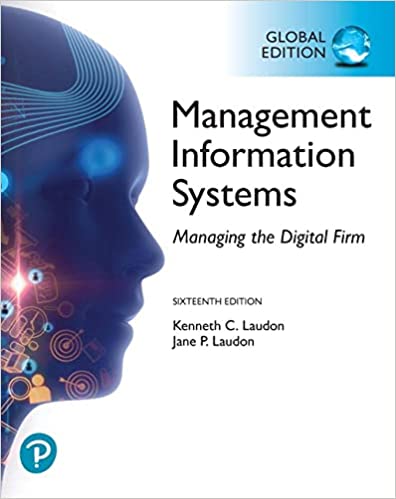 GLOBAL
EDITION
Management
Information
Systems
Managing the Digital Firm
SIXTEENTH EDITION
Kenneth C. Laudon
Jane P. Laudon
P